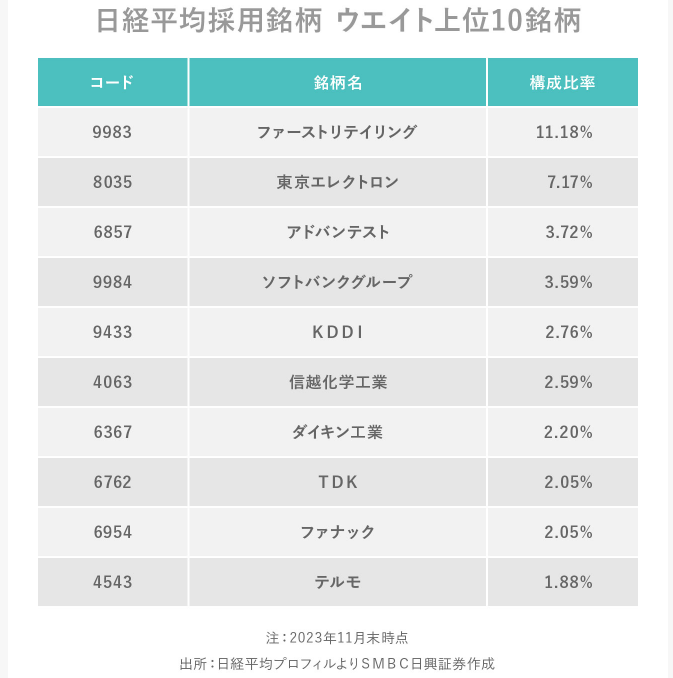 日経平均採用銘柄 ウエイト上位10銘柄
コード 銘柄名 構成比率
9983 ファーストリテイリング 11.18%
8035 東京エレクトロン 7.17%
6857 アドバンテスト 3.72%
9984 ソフトバンクグループ 3.59%
9433 KDDI 2.76%
4063 信越化学工業 2.59%
6367 ダイキン工業 2.20%
6762 TDK 2.05%
6954 ファナック 2.05%
4543 テルモ 1.88%
注：2023年11月末時点
出所：日経平均プロフィルよりSMBC日興証券作成